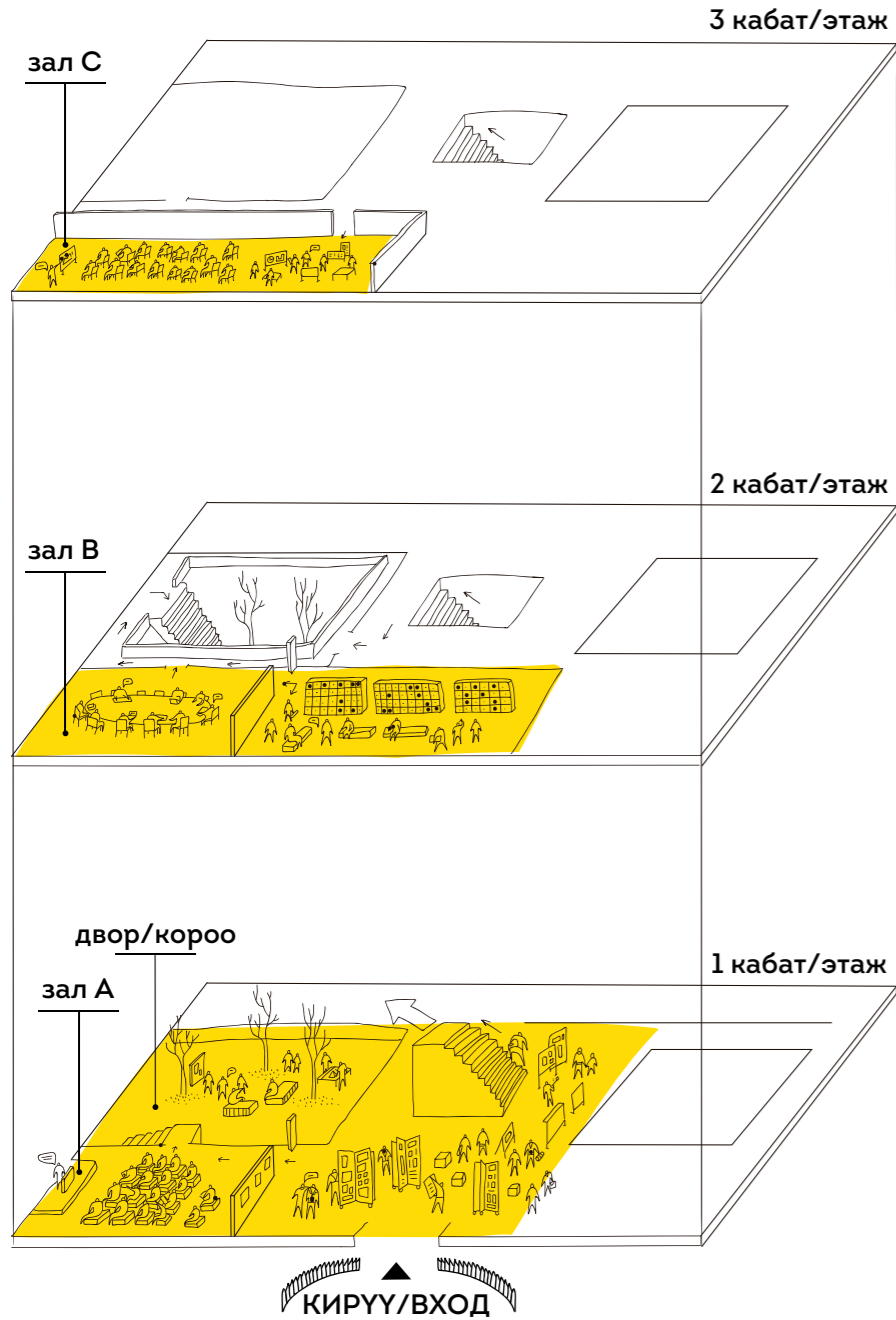 3 кабат/этаж
зал C
2 кабат/этаж
зал B
двор/короо
1 кабат/этаж
зал A
КИРҮҮ/ВХОД